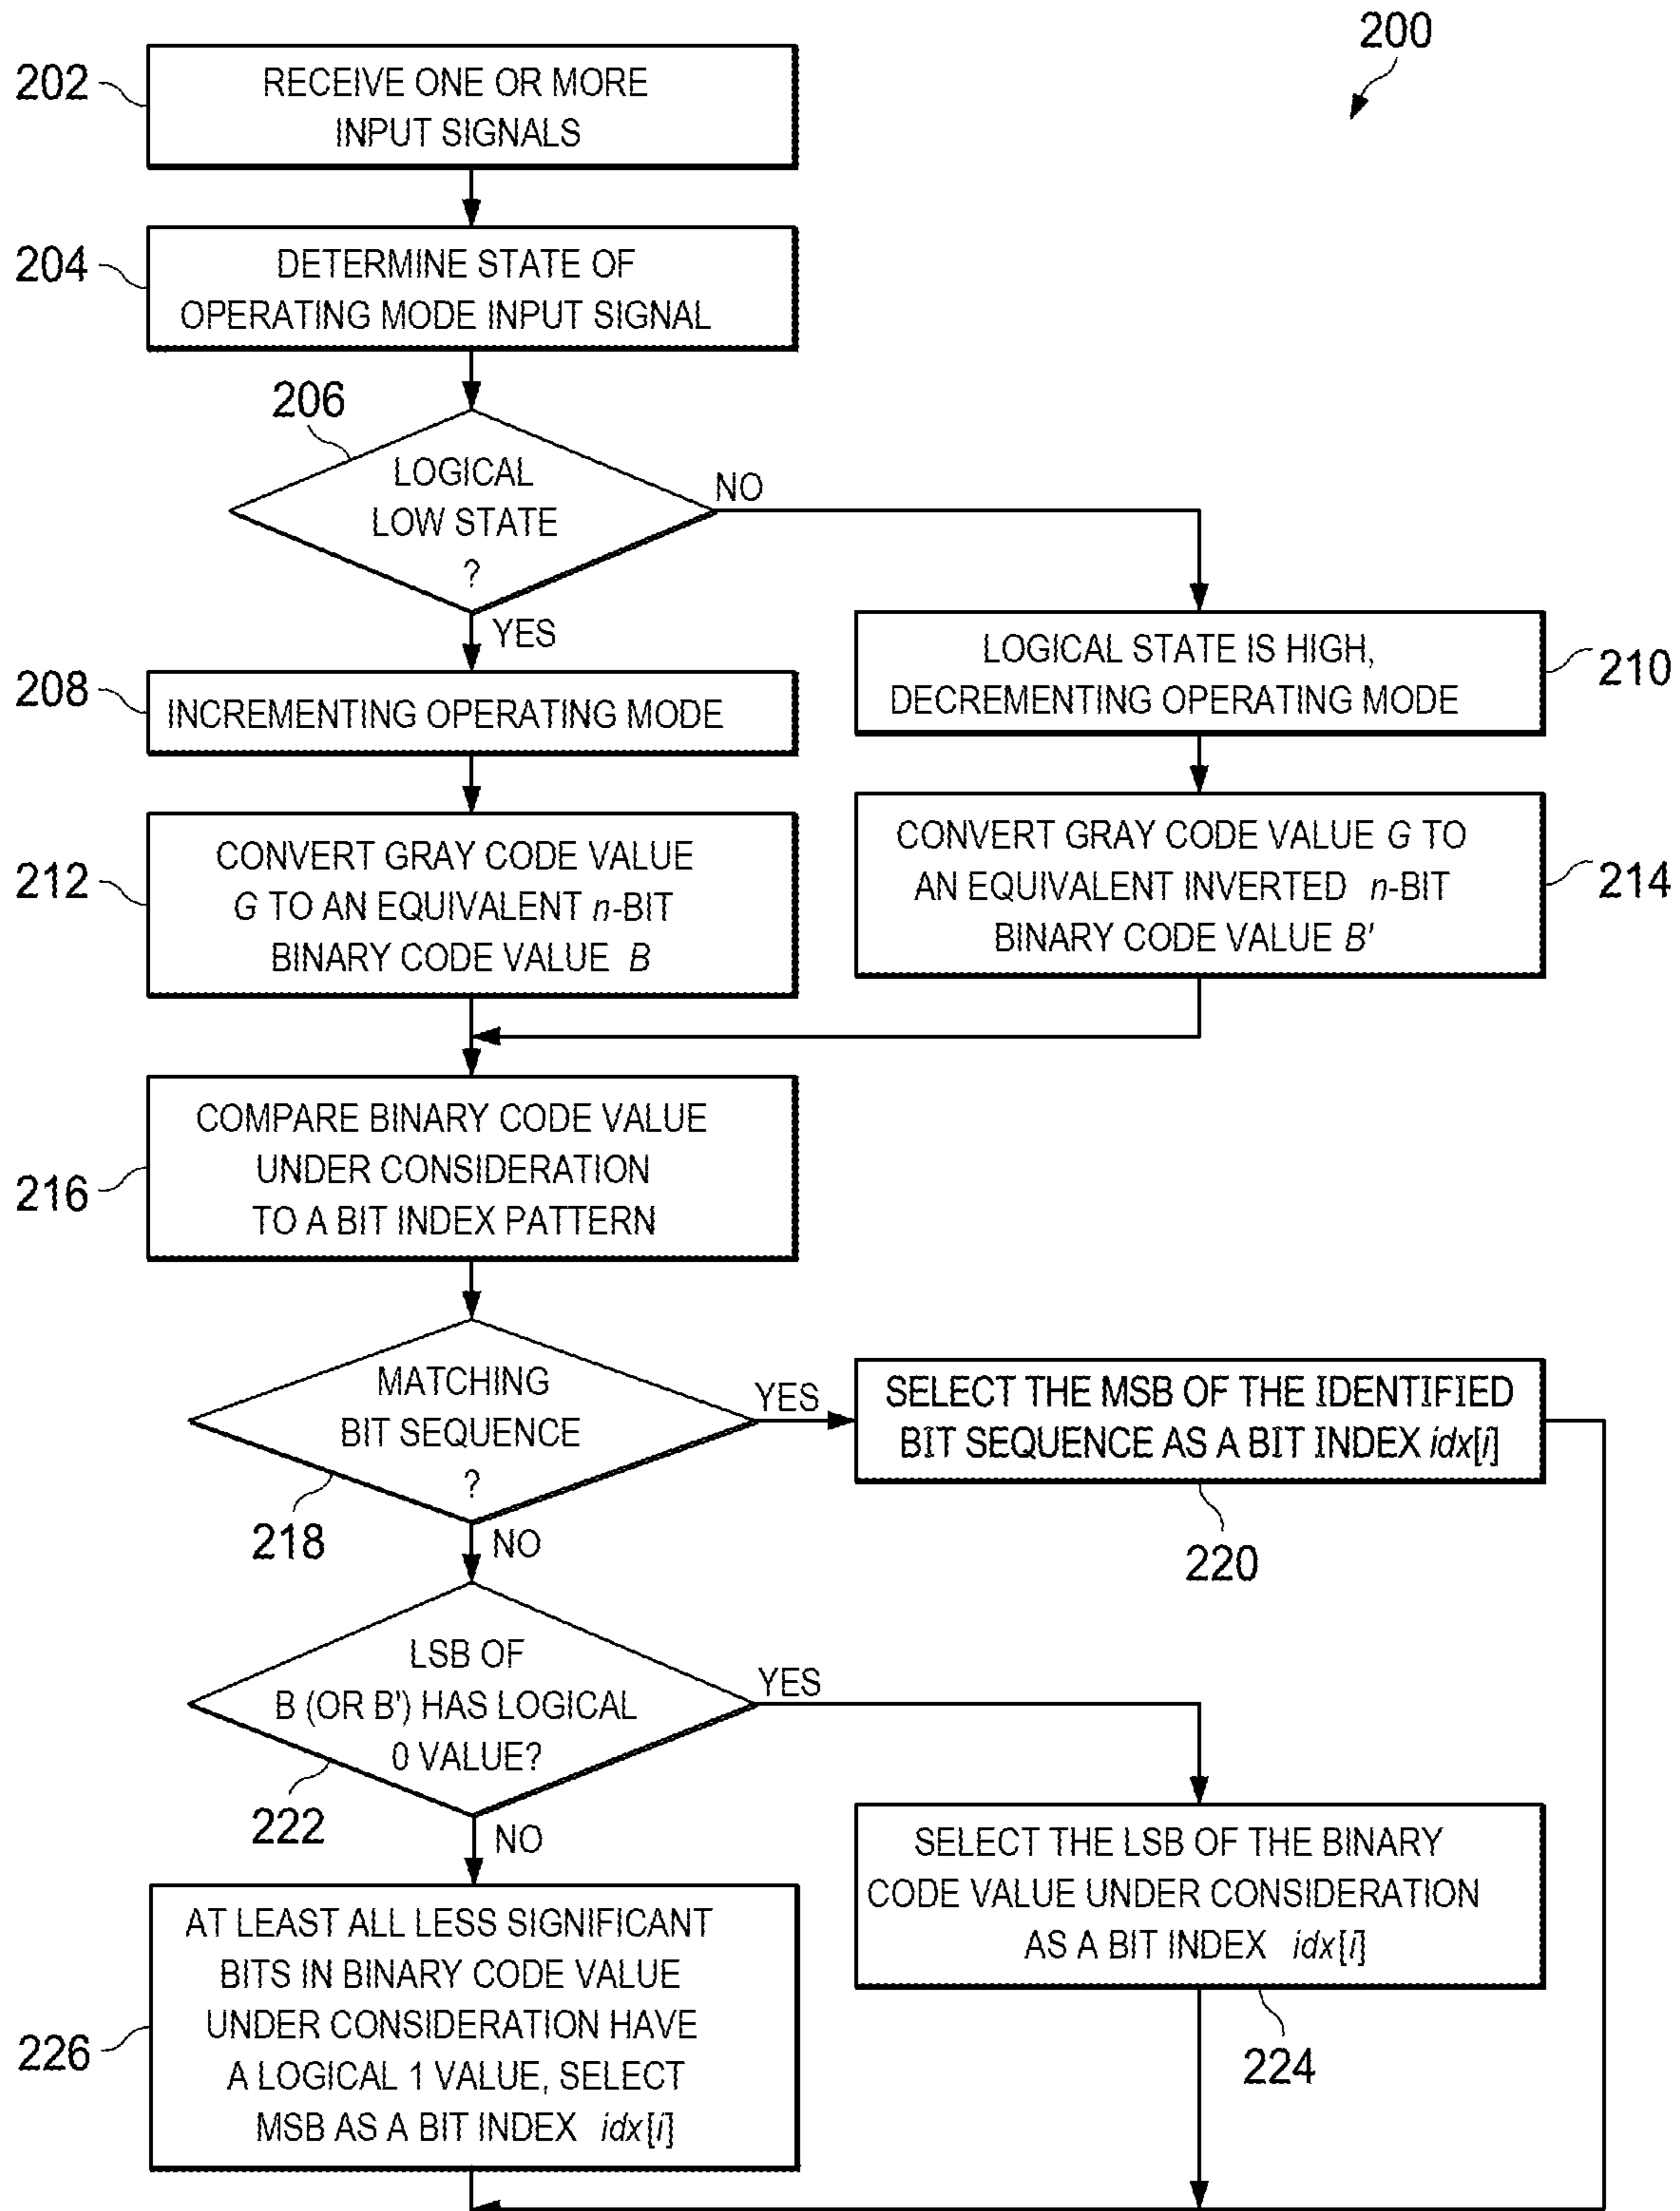 200
202
RECEIVE ONE OR MORE
INPUT SIGNALS
204
DETERMINE STATE OF
OPERATING MODE INPUT SIGNAL
206
LOGICAL
LOW STATE
?
NO
YES
208
INCREMENTING OPERATING MODE
LOGICAL STATE IS HIGH,
DECREMENTING OPERATING MODE
210
212
CONVERT GRAY CODE VALUE
G TO AN EQUIVALENT n-BIT
BINARY CODE VALUE B
CONVERT GRAY CODE VALUE G TO
AN EQUIVALENT INVERTED n-BIT
BINARY CODE VALUE B'
214
216
COMPARE BINARY CODE VALUE
UNDER CONSIDERATION
TO A BIT INDEX PATTERN
MATCHING
BIT SEQUENCE
?
218
YES
NO
SELECT THE MSB OF THE IDENTIFIED
BIT SEQUENCE AS A BIT INDEX idx[i]
220
LSB OF
B (OR B') HAS LOGICAL
0 VALUE?
222
YES
NO
SELECT THE LSB OF THE BINARY
CODE VALUE UNDER CONSIDERATION
AS A BIT INDEX idx[i]
224
226
AT LEAST ALL LESS SIGNIFICANT
BITS IN BINARY CODE VALUE
UNDER CONSIDERATION HAVE
A LOGICAL 1 VALUE, SELECT
MSB AS A BIT INDEX idx[i]